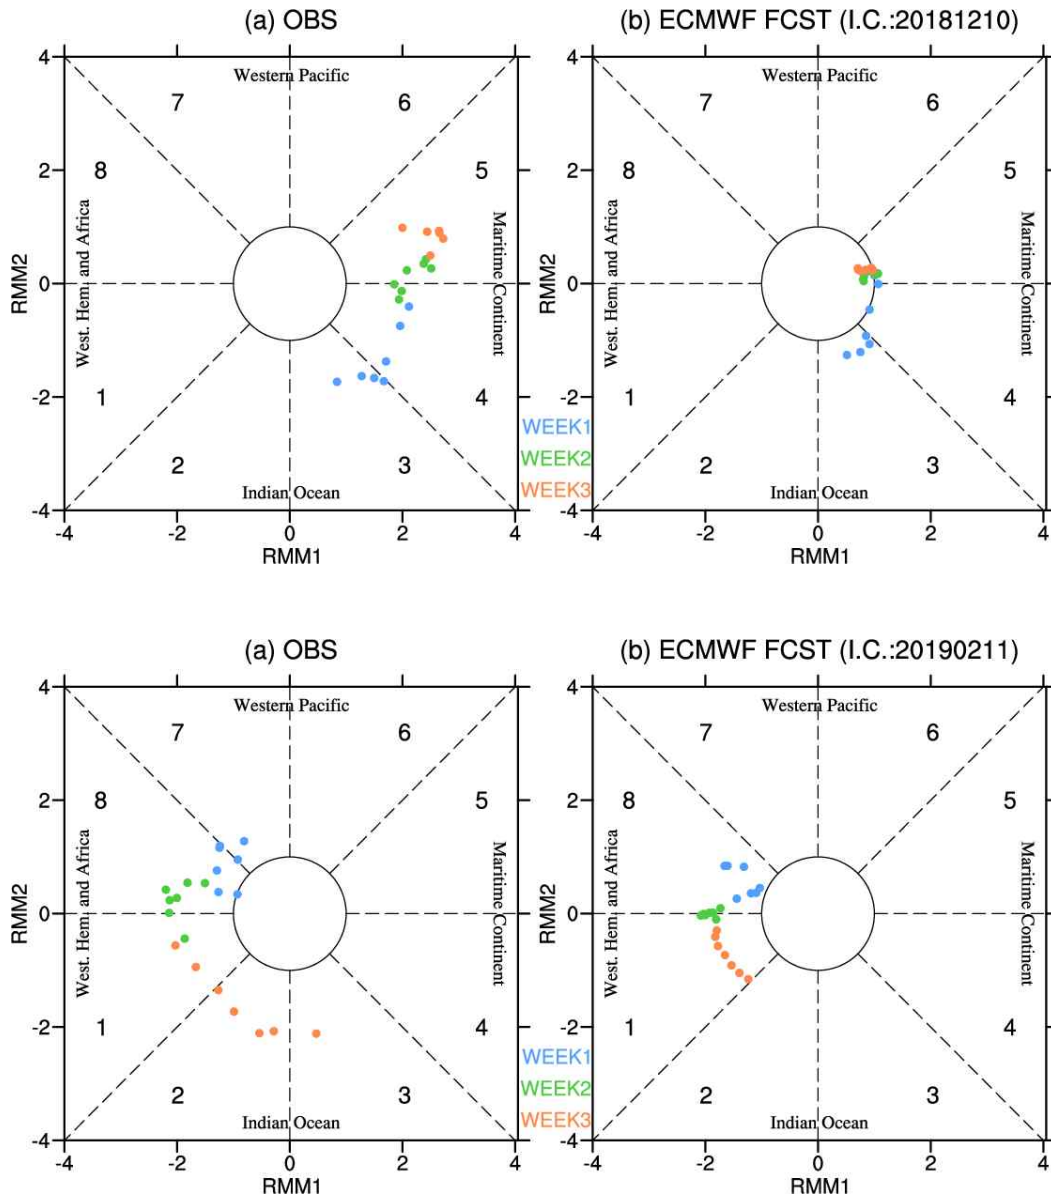 (a) OBS
(b) ECMWF FCST (I.C.:20181210)
4
Western Pacific
7
6
2
8
5
RMM2
0
West. Hem. and Africa
Maritime Continent
-2
1
4
2
3
Indian Ocean
-4
-4
-2
0
2
4
RMM1
WEEK1
WEEK2
WEEK3
4
Western Pacific
7
6
2
8
5
RMM2
0
West. Hem. and Africa
Maritime Continent
-2
1
4
2
3
Indian Ocean
-4
-4
-2
0
2
4
RMM1
(a) OBS
(b) ECMWF FCST (I.C.:20190211)
4
Western Pacific
7
6
2
8
5
RMM2
0
West. Hem. and Africa
Maritime Continent
-2
1
4
2
3
Indian Ocean
-4
-4
-2
0
2
4
RMM1
WEEK1
WEEK2
WEEK3
4
Western Pacific
7
6
2
8
5
RMM2
0
West. Hem. and Africa
Maritime Continent
-2
1
4
2
3
Indian Ocean
-4
-4
-2
0
2
4
RMM1